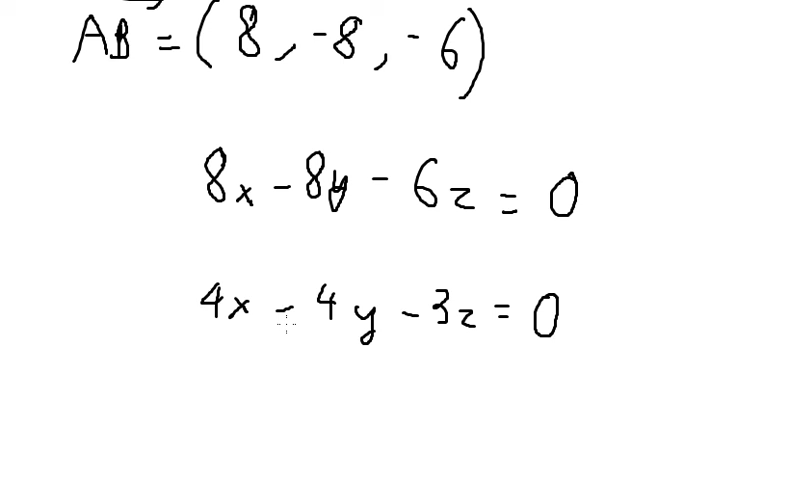 AB = (8, -8, -6)
8x - 8y - 6z = 0
4x - 4y - 3z = 0